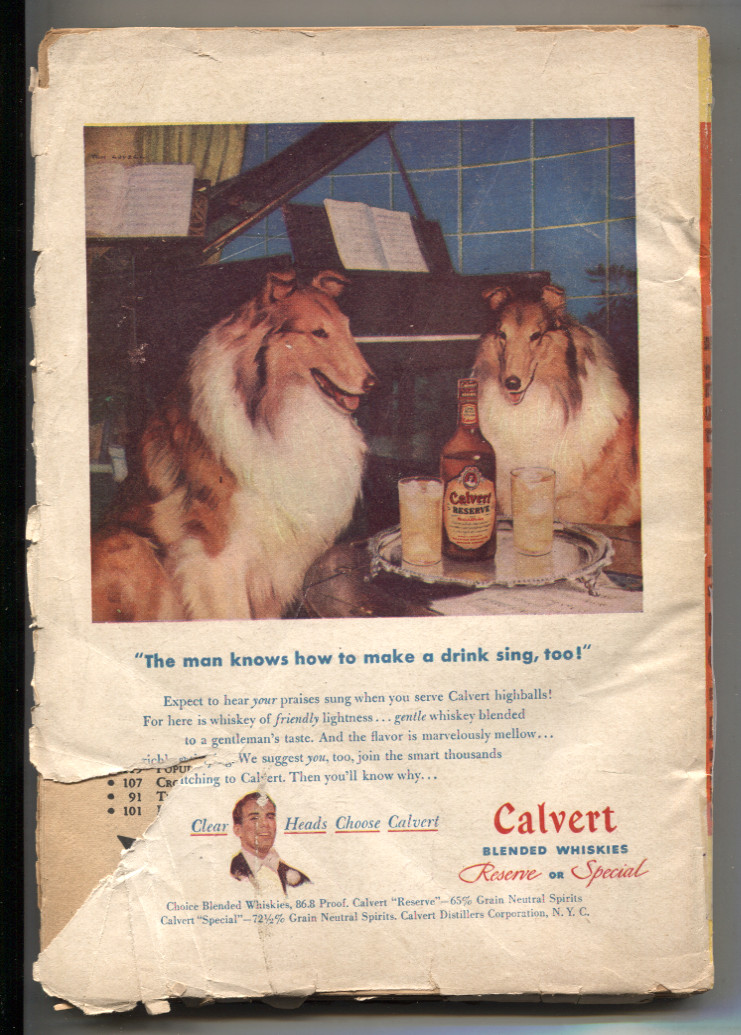 Calvert
RESERVE
"The man knows how to make a drink sing, too!"
Expect to hear your praises sung when you serve Calvert highballs!
For here is whiskey of friendly lightness... gentle whiskey blended
to a gentleman's taste. And the flavor is marvelously mellow...
We suggest you, too, join the smart thousands
itching to Calvert. Then you'll know why...
• 107
• 91
• 101
Clear Heads Choose Calvert
Calvert
BLENDED WHISKIES
Reserve OR Special
Choice Blended Whiskies, 86.8 Proof. Calvert "Reserve"—65% Grain Neutral Spirits
Calvert "Special"—72½% Grain Neutral Spirits. Calvert Distillers Corporation, N. Y. C.